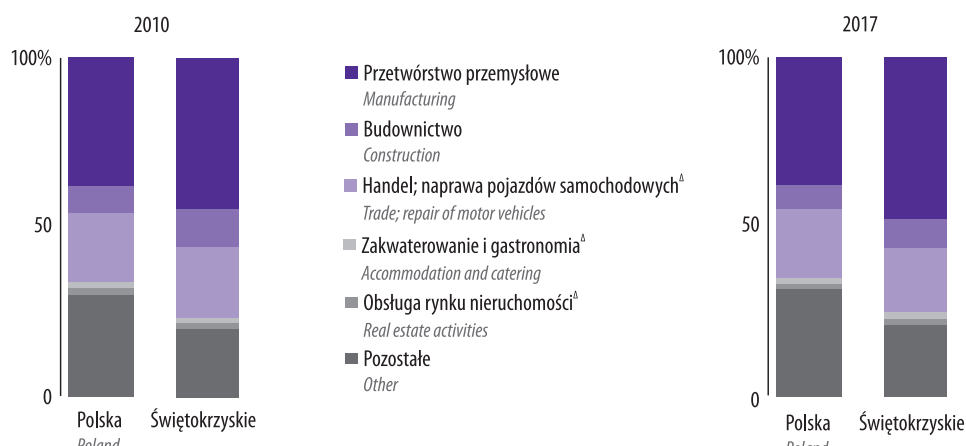 2010
100%
50
0
Polska
Poland
Świętokrzyskie
Przetwórstwo przemysłowe
Manufacturing
Budownictwo
Construction
Handel; naprawa pojazdów samochodowych Δ
Trade; repair of motor vehicles
Zakwaterowanie i gastronomia Δ
Accommodation and catering
Obsługa rynku nieruchomości Δ
Real estate activities
Pozostałe
Other
2017
100%
50
0
Polska
Poland
Świętokrzyskie